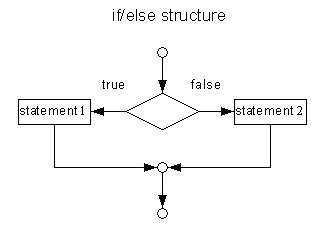 if/else structure
true
false
statement 1
statement 2